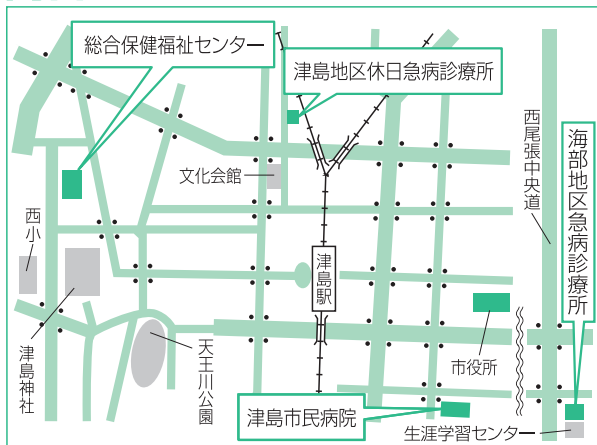 総合保健福祉センター
津島地区休日急病診療所
西尾張中央道
海部地区急病診療所
文化会館
西小
津島駅
津島神社
天王川公園
市役所
津島市民病院
生涯学習センター